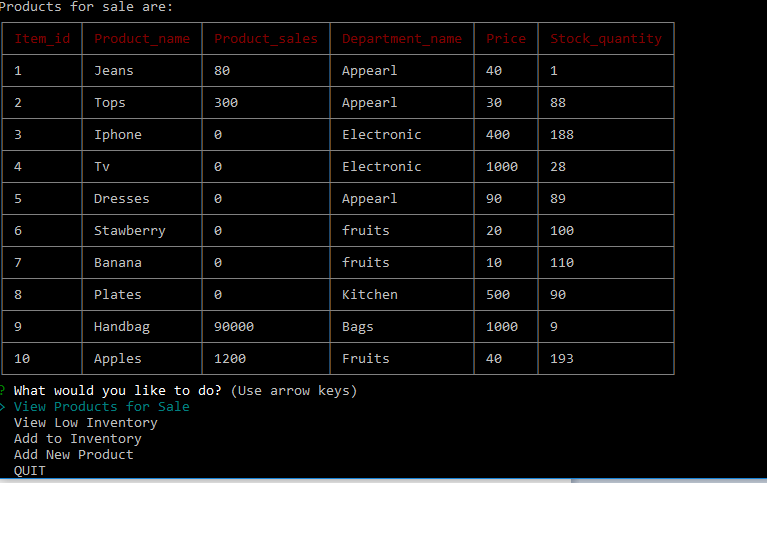 Products for sale are:
Item_id Product_name Product_sales Department_name Price Stock_quantity
1 Jeans 80 Appearl 40 1
2 Tops 300 Appearl 30 88
3 Iphone 0 Electronic 400 188
4 Tv 0 Electronic 1000 28
5 Dresses 0 Appearl 90 89
6 Stawberry 0 fruits 20 100
7 Banana 0 fruits 10 110
8 Plates 0 Kitchen 500 90
9 Handbag 90000 Bags 1000 9
10 Apples 1200 Fruits 40 193
? What would you like to do? (Use arrow keys)
> View Products for Sale
View Low Inventory
Add to Inventory
Add New Product
QUIT